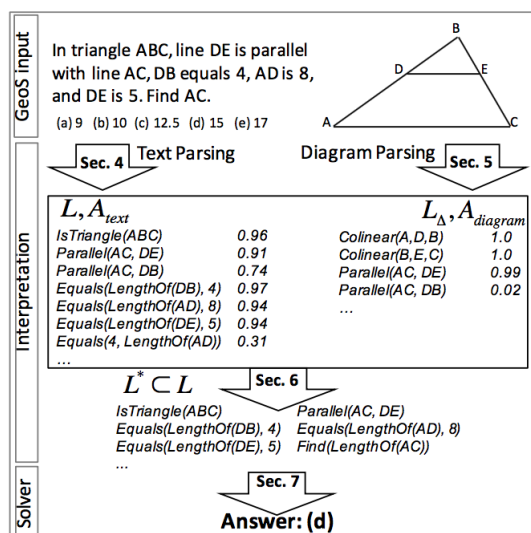 GeoS input
In triangle ABC, line DE is parallel
with line AC, DB equals 4, AD is 8,
and DE is 5. Find AC.
(a) 9 (b) 10 (c) 12.5 (d) 15 (e) 17
B
D
E
A
C
Interpretation
Sec. 4
Text Parsing
Diagram Parsing
Sec. 5
L, A_text
IsTriangle(ABC) 0.96
Parallel(AC, DE) 0.91
Parallel(AC, DB) 0.74
Equals(LengthOf(DB), 4) 0.97
Equals(LengthOf(AD), 8) 0.94
Equals(LengthOf(DE), 5) 0.94
Equals(4, LengthOf(AD)) 0.31
...
L_Δ, A_diagram
Colinear(A,D,B) 1.0
Colinear(B,E,C) 1.0
Parallel(AC, DE) 0.99
Parallel(AC, DB) 0.02
...
L* ⊂ L
Sec. 6
IsTriangle(ABC) Parallel(AC, DE)
Equals(LengthOf(DB), 4) Equals(LengthOf(AD), 8)
Equals(LengthOf(DE), 5) Find(LengthOf(AC))
...
Solver
Sec. 7
Answer: (d)